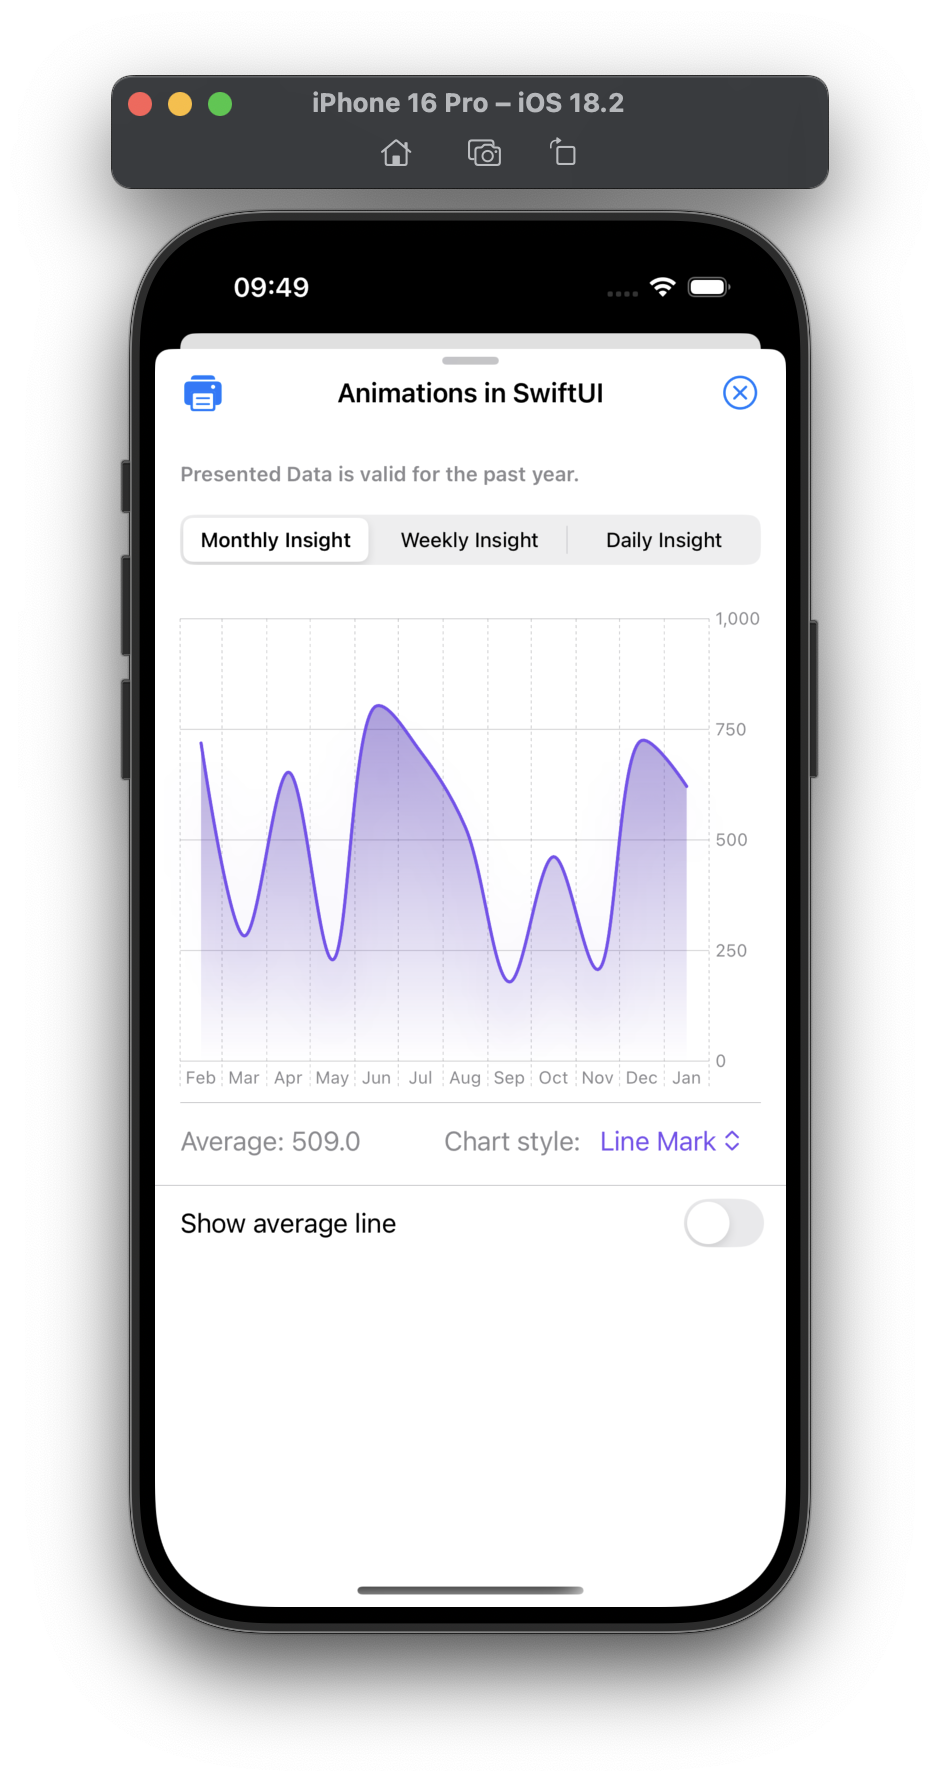 iPhone 16 Pro – iOS 18.2
09:49
Animations in SwiftUI
Presented Data is valid for the past year.
Monthly Insight Weekly Insight Daily Insight
1,000
750
500
250
0
Feb Mar Apr May Jun Jul Aug Sep Oct Nov Dec Jan
Average: 509.0 Chart style: Line Mark
Show average line